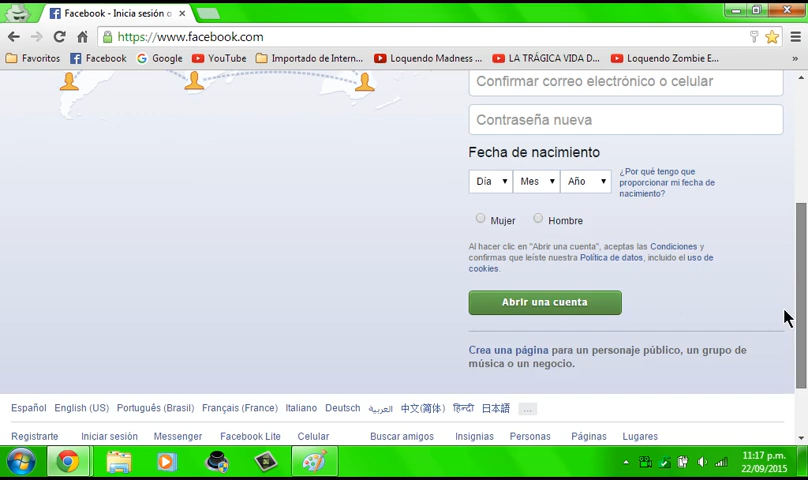 Facebook - Inicia sesión o
https://www.facebook.com
Favoritos Facebook Google YouTube Importado de Intern... Loquendo Madness ... LA TRÁGICA VIDA D... Loquendo Zombie E... »
Confirmar correo electrónico o celular
Contraseña nueva
Fecha de nacimiento
Día Mes Año
¿Por qué tengo que
proporcionar mi fecha de
nacimiento?
Mujer Hombre
Al hacer clic en "Abrir una cuenta", aceptas las Condiciones y
confirmas que leíste nuestra Política de datos, incluido el uso de
cookies.
Abrir una cuenta
Crea una página para un personaje público, un grupo de
música o un negocio.
Español English (US) Português (Brasil) Français (France) Italiano Deutsch العربية 中文(简体) हिन्दी 日本語 ...
Registrarte Iniciar sesión Messenger Facebook Lite Celular Buscar amigos Insignias Personas Páginas Lugares
11:17 p.m.
22/09/2015